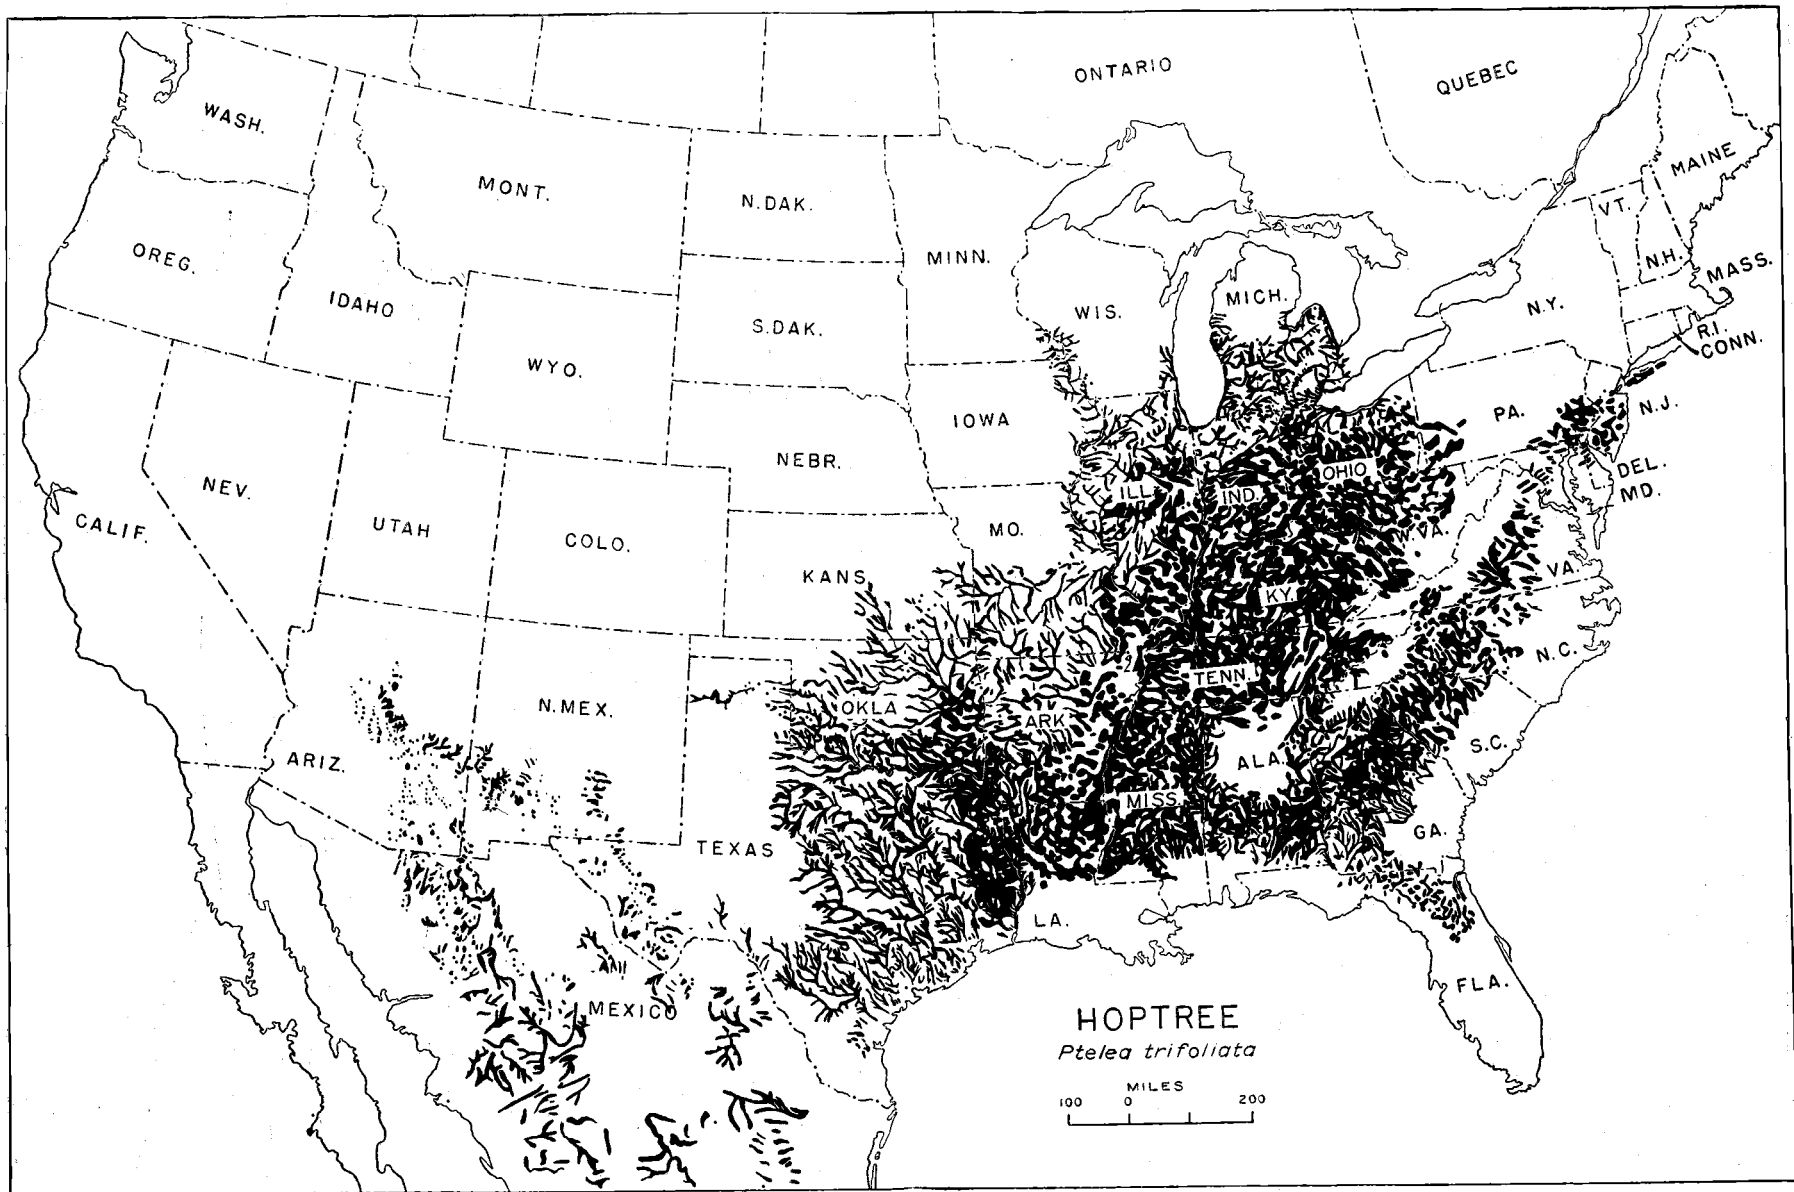 ONTARIO
QUEBEC
WASH.
MAINE
MONT.
N.DAK.
VT.
MINN.
OREG.
N.H.
MASS.
IDAHO
MICH.
WIS.
N.Y.
S.DAK.
R.I.
CONN.
WYO.
PA.
N.J.
IOWA
NEBR.
OHIO
DEL.
NEV.
ILL.
IND.
MD.
CALIF.
UTAH
COLO.
MO.
W.VA.
KANS.
VA.
KY.
N.C.
TENN.
N.MEX.
OKLA
ARK
S.C.
ARIZ.
ALA.
MISS.
GA.
TEXAS
LA.
FLA.
MEXICO
HOPTREE
Ptelea trifoliata
MILES
100 0 200